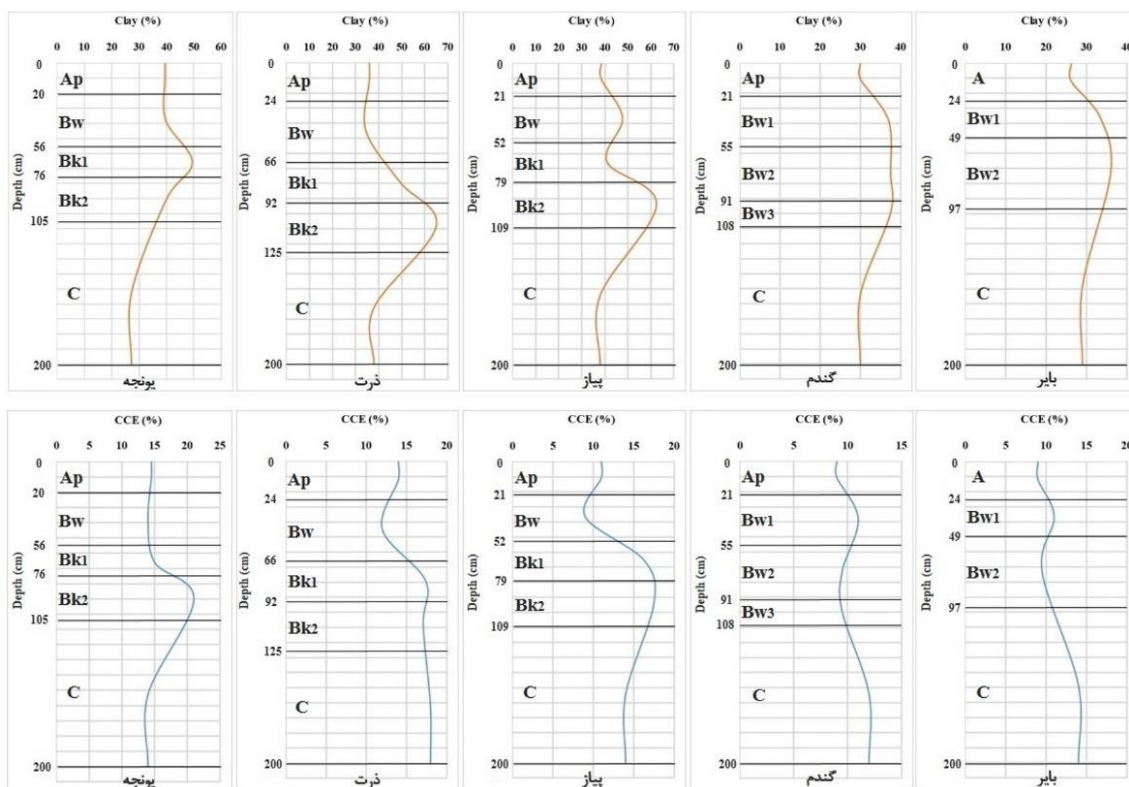 Clay (%)
0 10 20 30 40 50 60
Depth (cm)
0
Ap
20
Bw
56
Bk1
76
Bk2
105
C
200
یونجه
Clay (%)
0 10 20 30 40 50 60 70
Depth (cm)
0
Ap
24
Bw
66
Bk1
92
Bk2
125
C
200
ذرت
Clay (%)
0 10 20 30 40 50 60 70
Depth (cm)
0
Ap
21
Bw
52
Bk1
79
Bk2
109
C
200
پیاز
Clay (%)
0 10 20 30 40
Depth (cm)
0
Ap
21
Bw1
55
Bw2
91
Bw3
108
C
200
گندم
Clay (%)
0 10 20 30 40
Depth (cm)
0
A
24
Bw1
49
Bw2
97
C
200
بایر
CCE (%)
0 5 10 15 20 25
Depth (cm)
0
Ap
20
Bw
56
Bk1
76
Bk2
105
C
200
یونجه
CCE (%)
0 5 10 15 20
Depth (cm)
0
Ap
24
Bw
66
Bk1
92
Bk2
125
C
200
ذرت
CCE (%)
0 5 10 15 20
Depth (cm)
0
Ap
21
Bw
52
Bk1
79
Bk2
109
C
200
پیاز
CCE (%)
0 5 10 15
Depth (cm)
0
Ap
21
Bw1
55
Bw2
91
Bw3
108
C
200
گندم
CCE (%)
0 5 10 15 20
Depth (cm)
0
A
24
Bw1
49
Bw2
97
C
200
بایر